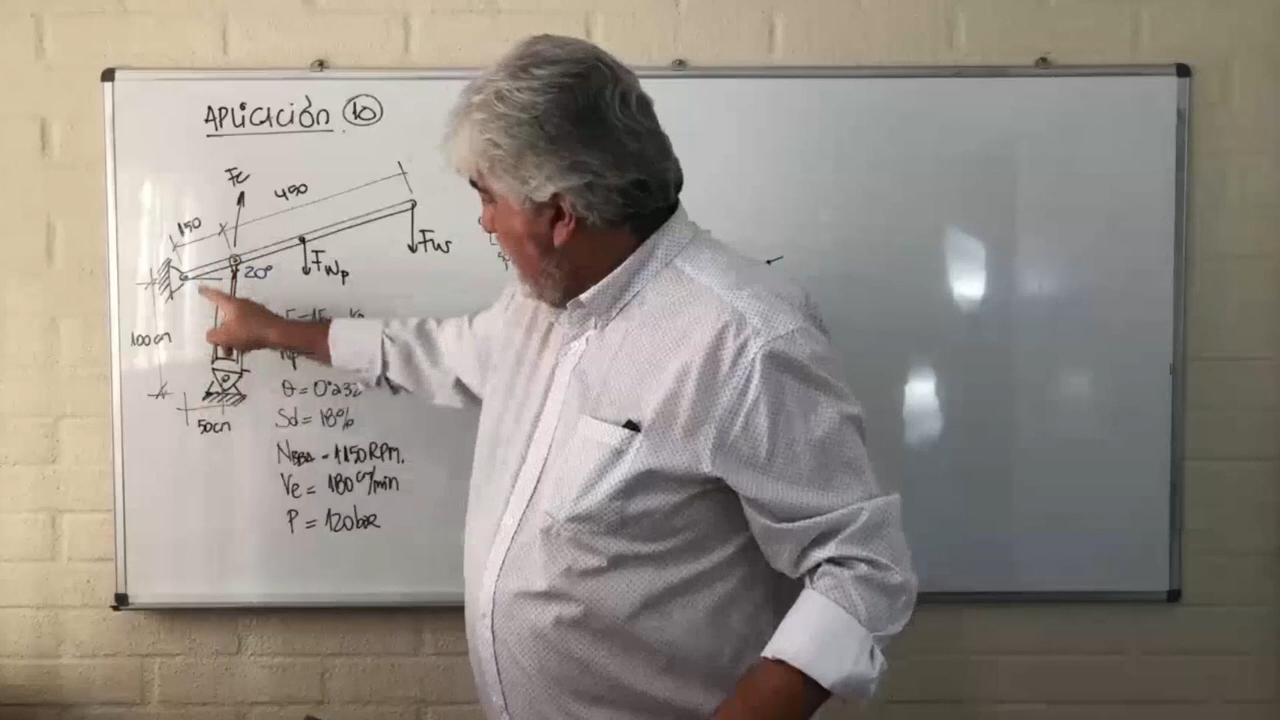 APLICACIÓN 10
Fc
450
150
20°
Fwp
Fw
100cm
50cm
θ = 0.232
Sd = 18%
NBBA = 1150 RPM.
Ve = 180 cm/min
P = 120 bar